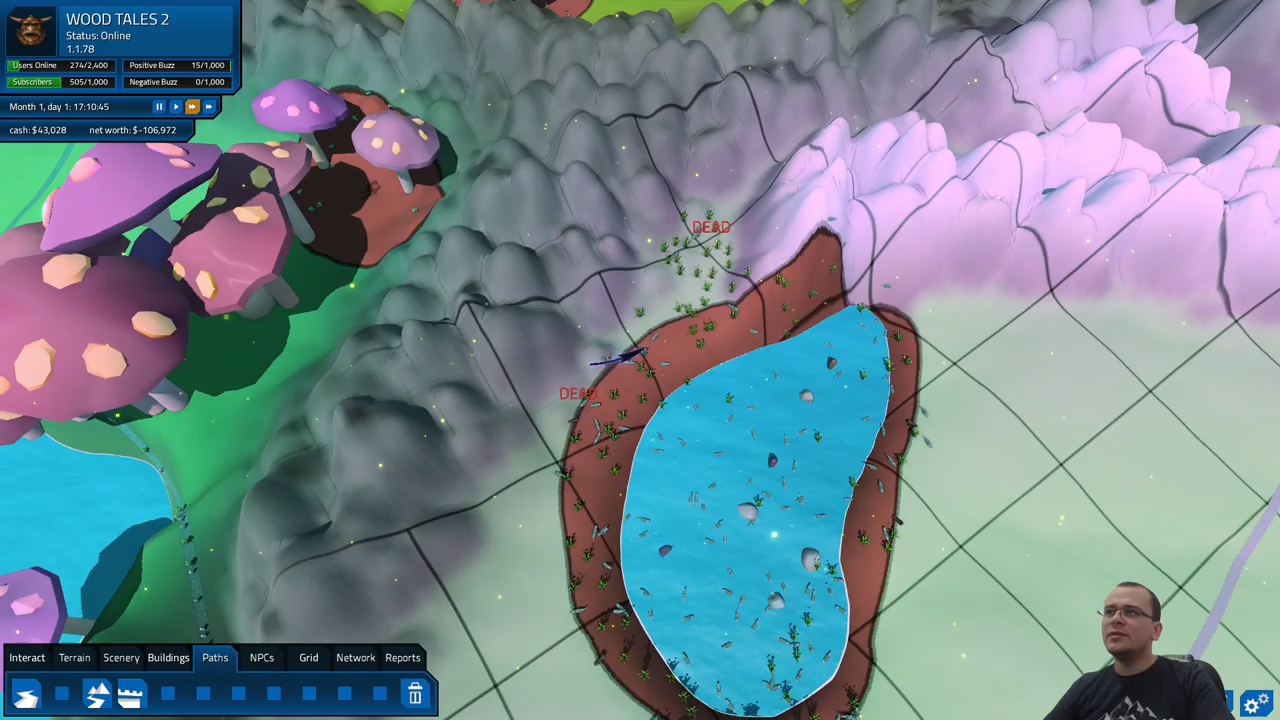 WOOD TALES 2
Status: Online
1.1.78
Users Online 274/2,400 Positive Buzz 15/1,000
Subscribers 505/1,000 Negative Buzz 0/1,000
Month 1, day 1: 17:10:45
cash: $43,028 net worth: $-106,972
DEAD
DEAD
Interact Terrain Scenery Buildings Paths NPCs Grid Network Reports